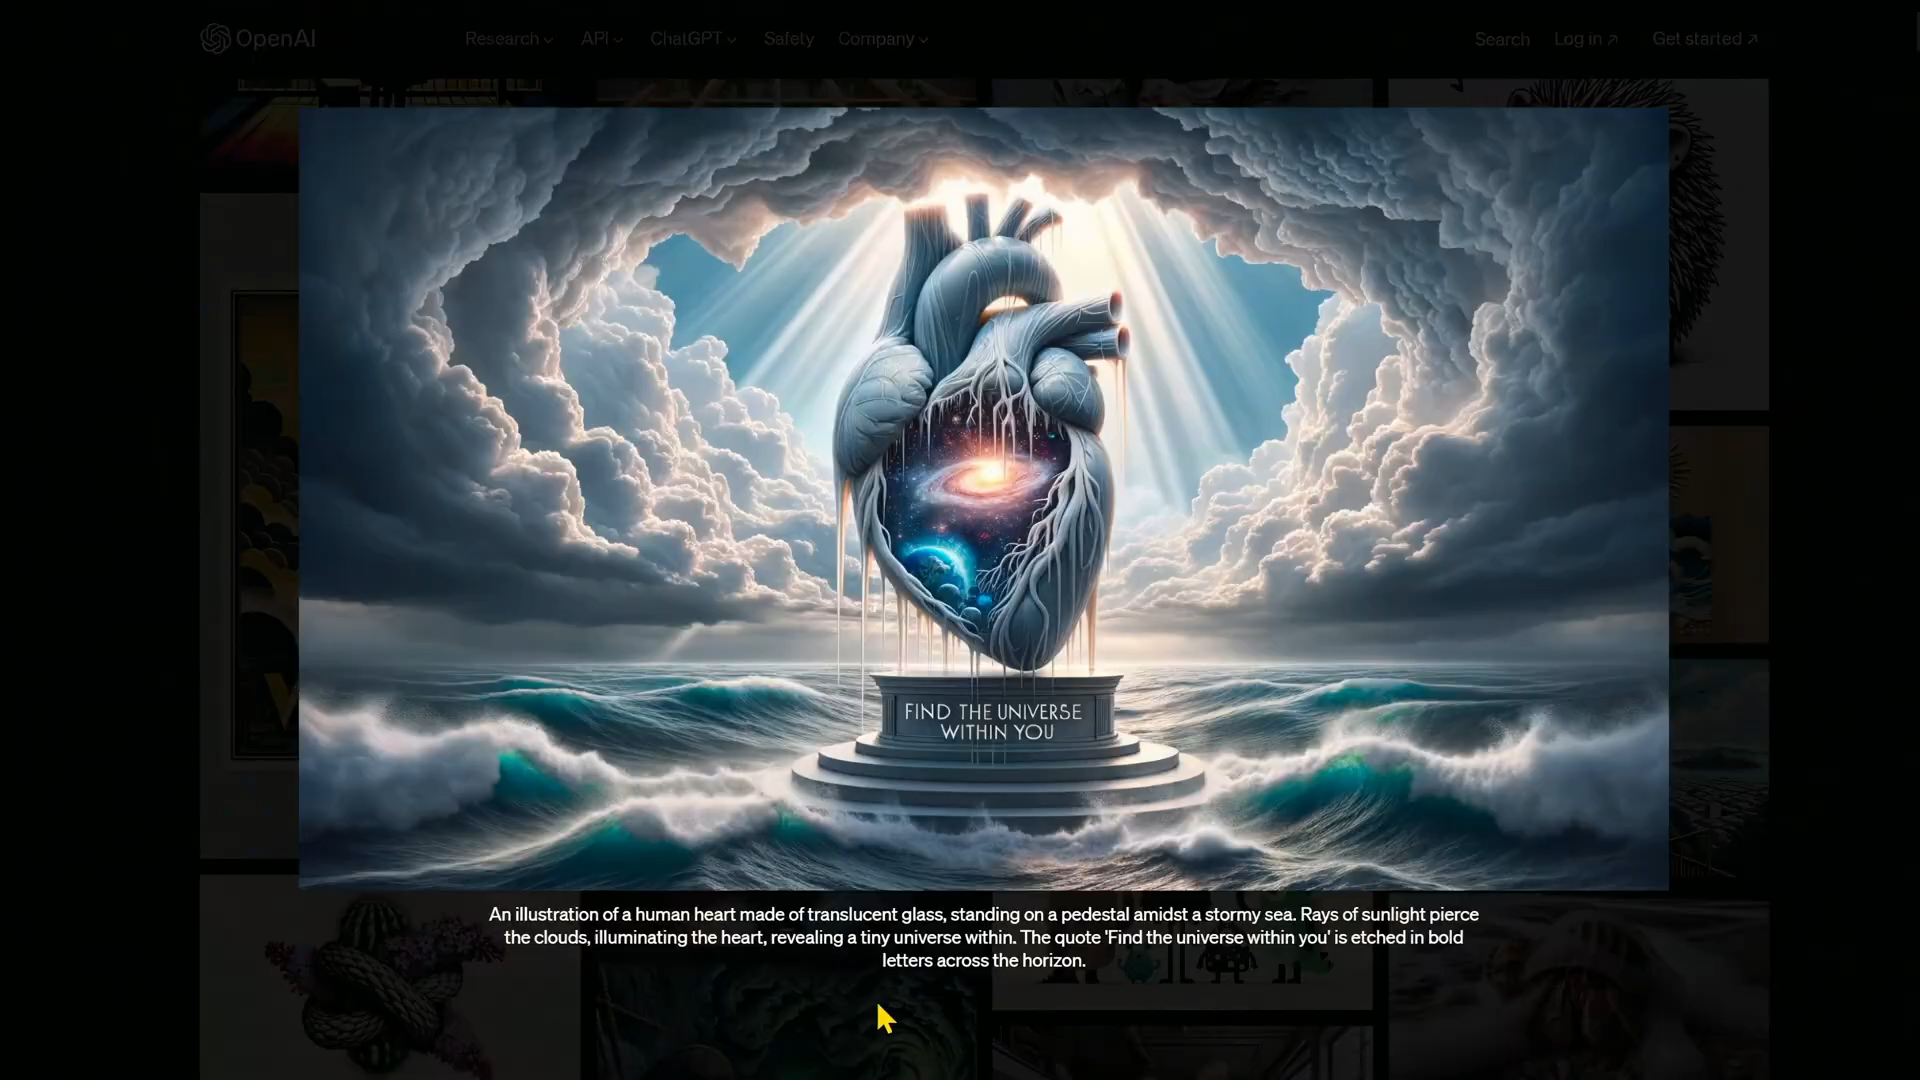 OpenAI
Research API ChatGPT Safety Company Search Log in Get started
FIND THE UNIVERSE
WITHIN YOU
An illustration of a human heart made of translucent glass, standing on a pedestal amidst a stormy sea. Rays of sunlight pierce
the clouds, illuminating the heart, revealing a tiny universe within. The quote 'Find the universe within you' is etched in bold
letters across the horizon.